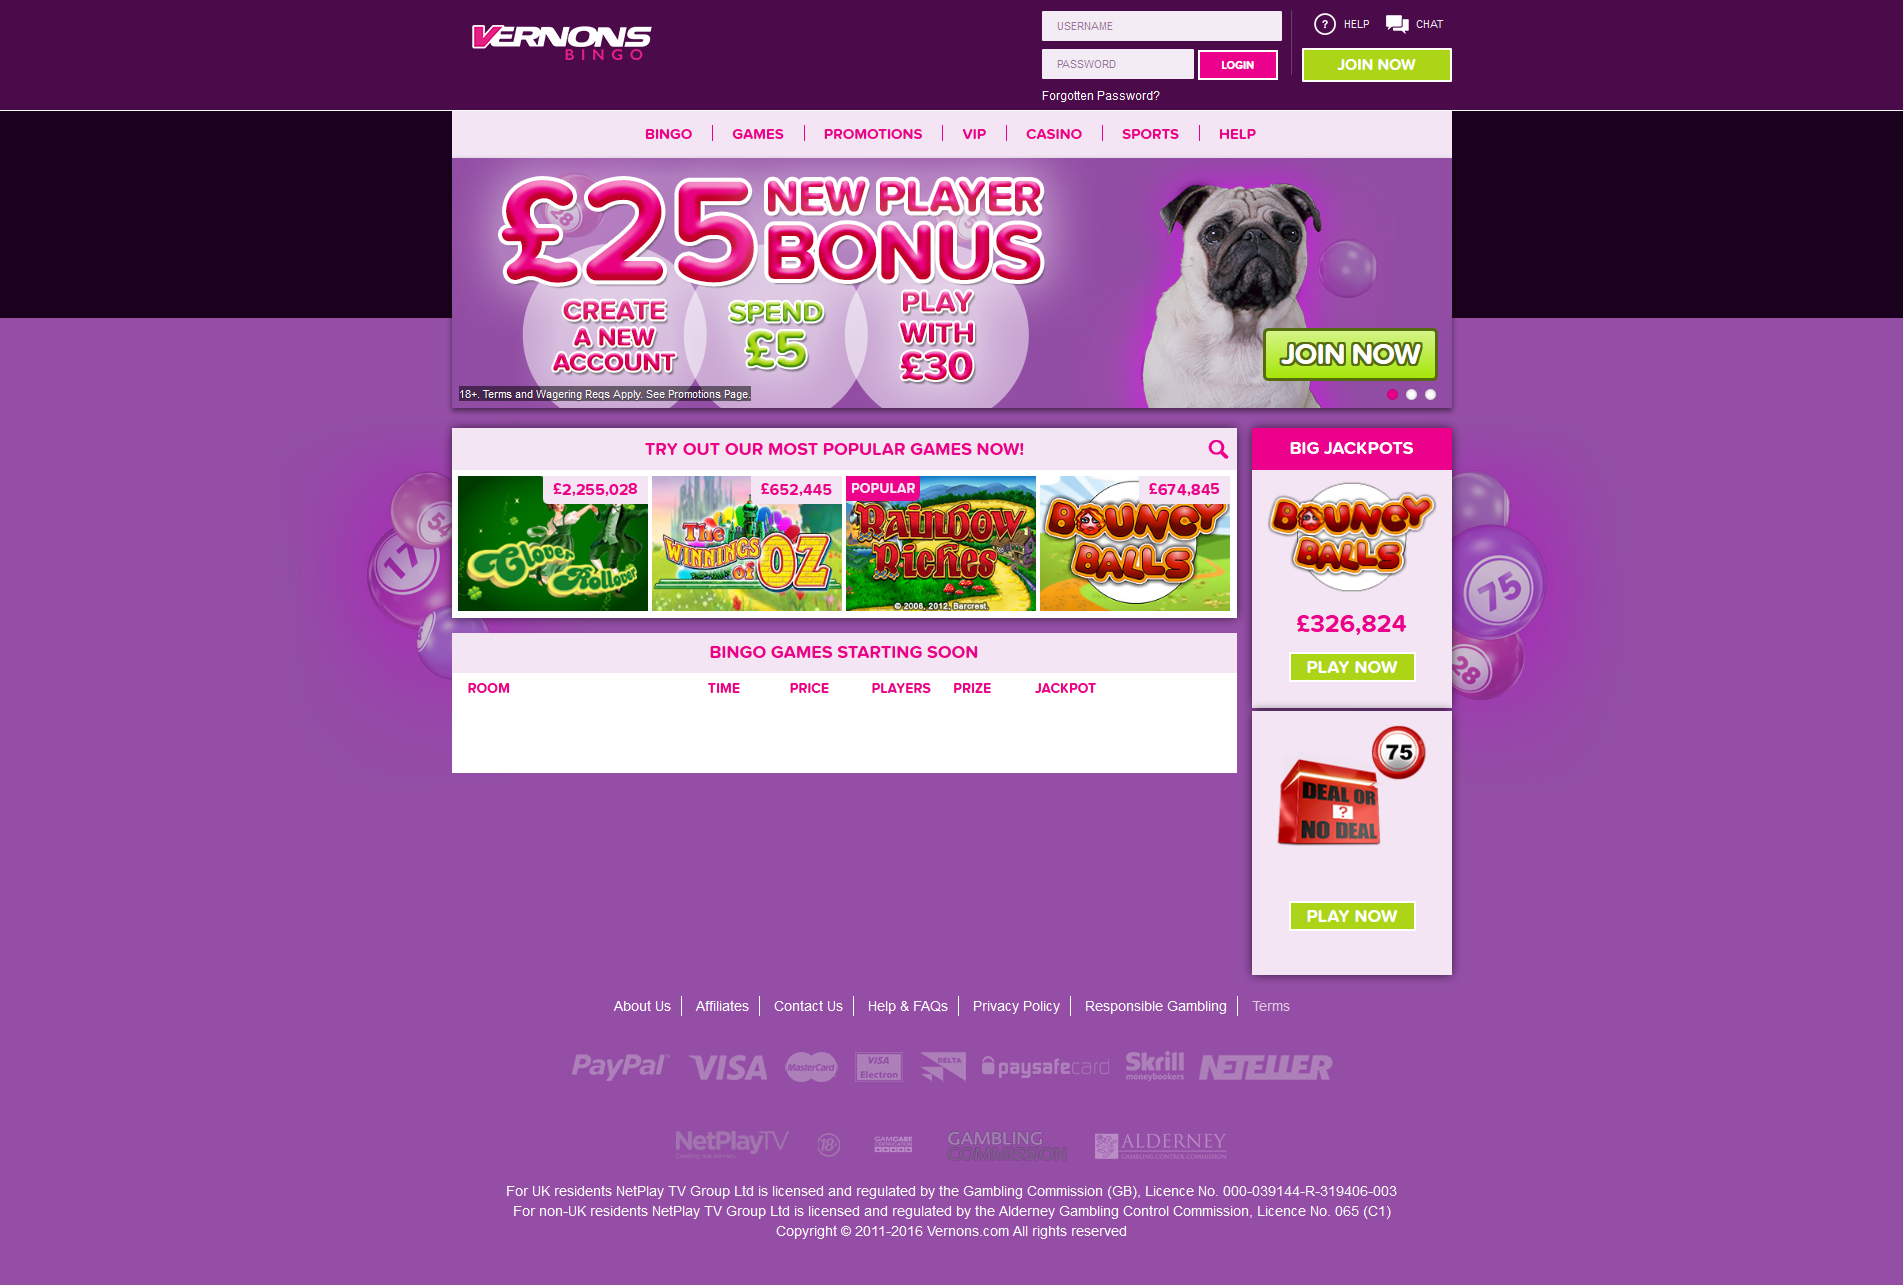 VERNONS
BINGO
USERNAME
PASSWORD
LOGIN
Forgotten Password?
? HELP
CHAT
JOIN NOW
BINGO GAMES PROMOTIONS VIP CASINO SPORTS HELP
£25 NEW PLAYER
BONUS
CREATE
A NEW
ACCOUNT
SPEND
£5
PLAY
WITH
£30
28
JOIN NOW
18+. Terms and Wagering Reqs Apply. See Promotions Page.
TRY OUT OUR MOST POPULAR GAMES NOW!
£2,255,028
Clover
Rollover
£652,445
The
WINNINGS
of OZ
POPULAR
Rainbow
Riches
© 2006, 2012, Barcrest.
£674,845
BOUNCY
BALLS
BIG JACKPOTS
BOUNCY
BALLS
£326,824
PLAY NOW
54
17
75
28
BINGO GAMES STARTING SOON
ROOM TIME PRICE PLAYERS PRIZE JACKPOT
75
DEAL OR
?
NO DEAL
PLAY NOW
About Us Affiliates Contact Us Help & FAQs Privacy Policy Responsible Gambling Terms
PayPal VISA MasterCard VISA Electron DELTA paysafecard Skrill moneybookers NETELLER
NetPlayTV 18+ GAMCARE CERTIFICATION GAMBLING COMMISSION ALDERNEY GAMBLING CONTROL COMMISSION
For UK residents NetPlay TV Group Ltd is licensed and regulated by the Gambling Commission (GB), Licence No. 000-039144-R-319406-003
For non-UK residents NetPlay TV Group Ltd is licensed and regulated by the Alderney Gambling Control Commission, Licence No. 065 (C1)
Copyright © 2011-2016 Vernons.com All rights reserved